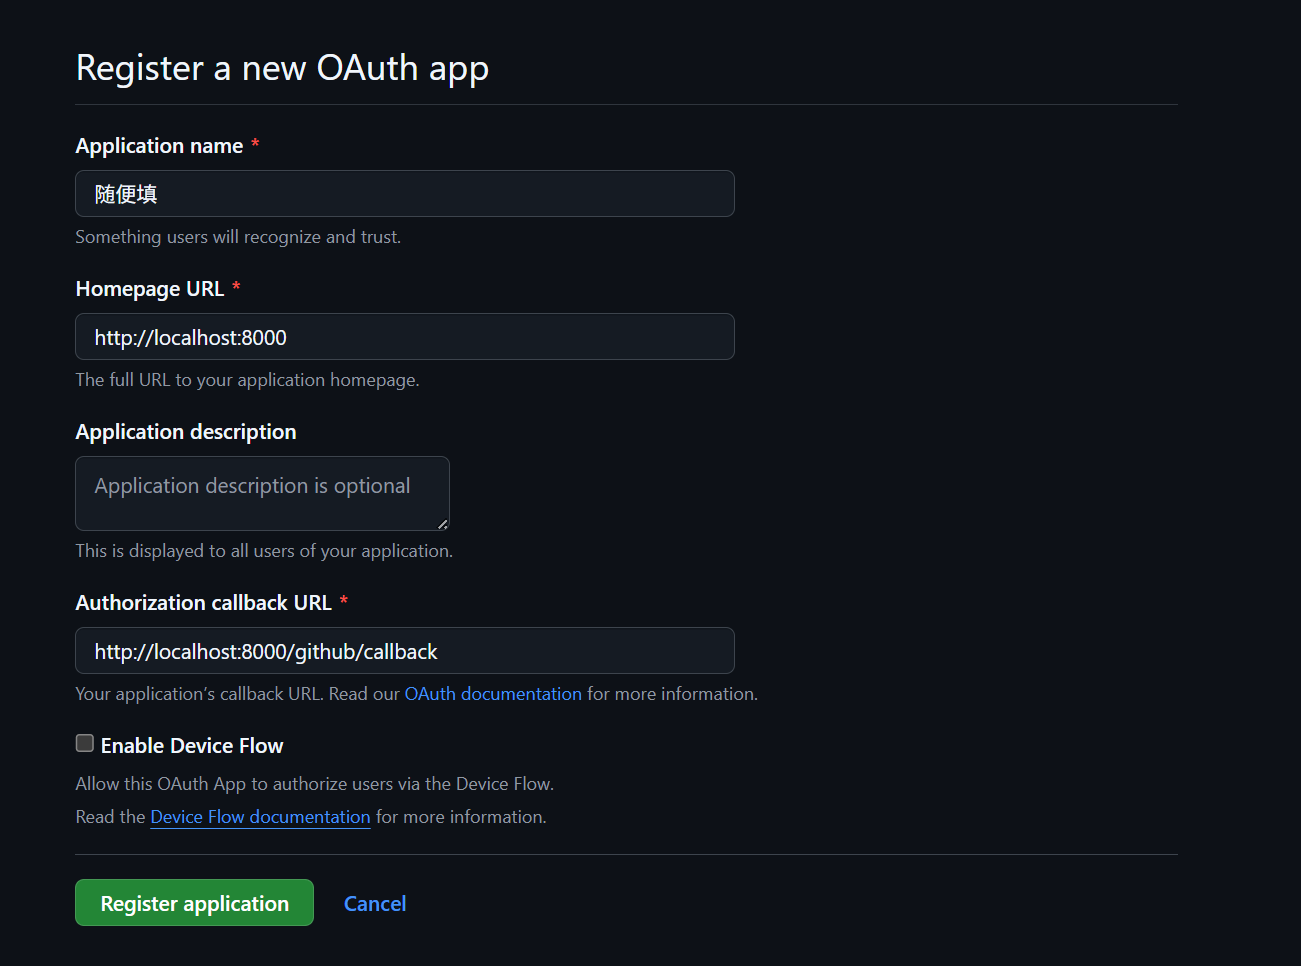 Register a new OAuth app
Application name *
随便填
Something users will recognize and trust.
Homepage URL *
http://localhost:8000
The full URL to your application homepage.
Application description
Application description is optional
This is displayed to all users of your application.
Authorization callback URL *
http://localhost:8000/github/callback
Your application’s callback URL. Read our OAuth documentation for more information.
Enable Device Flow
Allow this OAuth App to authorize users via the Device Flow.
Read the Device Flow documentation for more information.
Register application Cancel